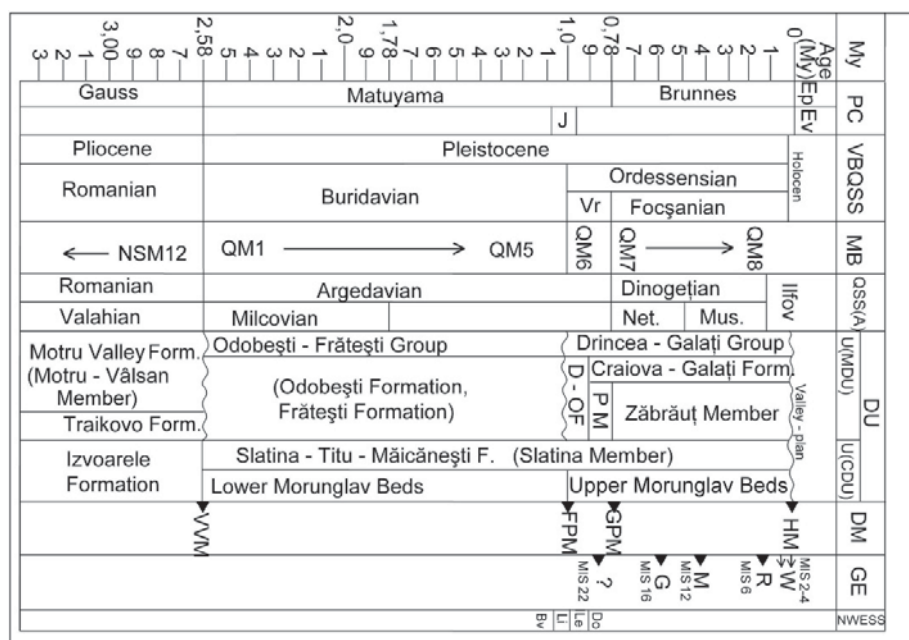 3 2 1 3,00 9 8 7 2,58 5 4 3 2 1 2,0 9 1,78 7 6 5 4 3 2 1 1,0 9 0,78 7 6 5 4 3 2 1 0 Age (My)
My
Gauss Matuyama Brunnes Ep Ev
J
PC
Pliocene Pleistocene Holocen
Romanian Buridavian Ordessensian
Vr Focşanian
VBQSS
NSM12 QM1 QM5 QM6 QM7 QM8
MB
Romanian Argedavian Dinogeţian Ilfov
Valahian Milcovian Net. Mus.
QSS(A)
Motru Valley Form. Odobeşti - Frăteşti Group Drincea - Galaţi Group
(Motru - Vâlsan Craiova - Galaţi Form.
Member) (Odobeşti Formation, D - OF P M Zăbrăuţ Member Valley - plan
Frăteşti Formation)
Traikovo Form.
U(MDU)
DU
Izvoarele Slatina - Titu - Măicăneşti F. (Slatina Member)
Formation Lower Morunglav Beds Upper Morunglav Beds
U(CDU)
VVM FPM GPM HM
DM
MIS 22 ? MIS 16 G MIS 12 M MIS 6 R W MIS 2-4
GE
Bv Li iLe Do
NWESS